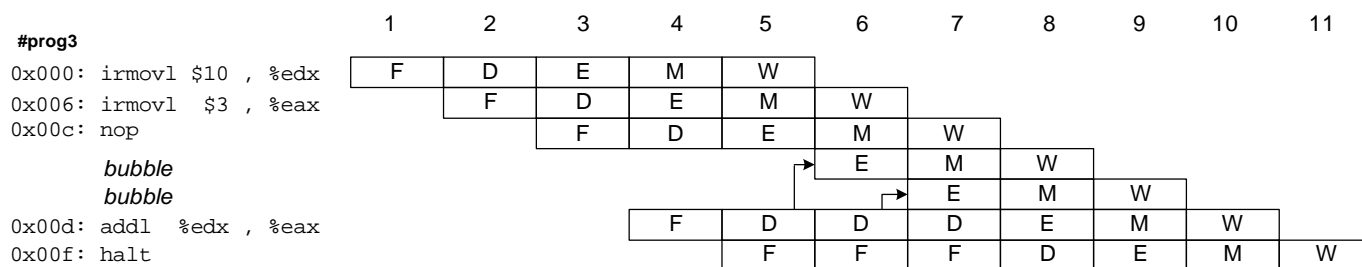 1 2 3 4 5 6 7 8 9 10 11
#prog3
0x000: irmovl $10 , %edx F D E M W
0x006: irmovl $3 , %eax F D E M W
0x00c: nop F D E M W
bubble E M W
bubble E M W
0x00d: addl %edx , %eax F D D D E M W
0x00f: halt F F F D E M W